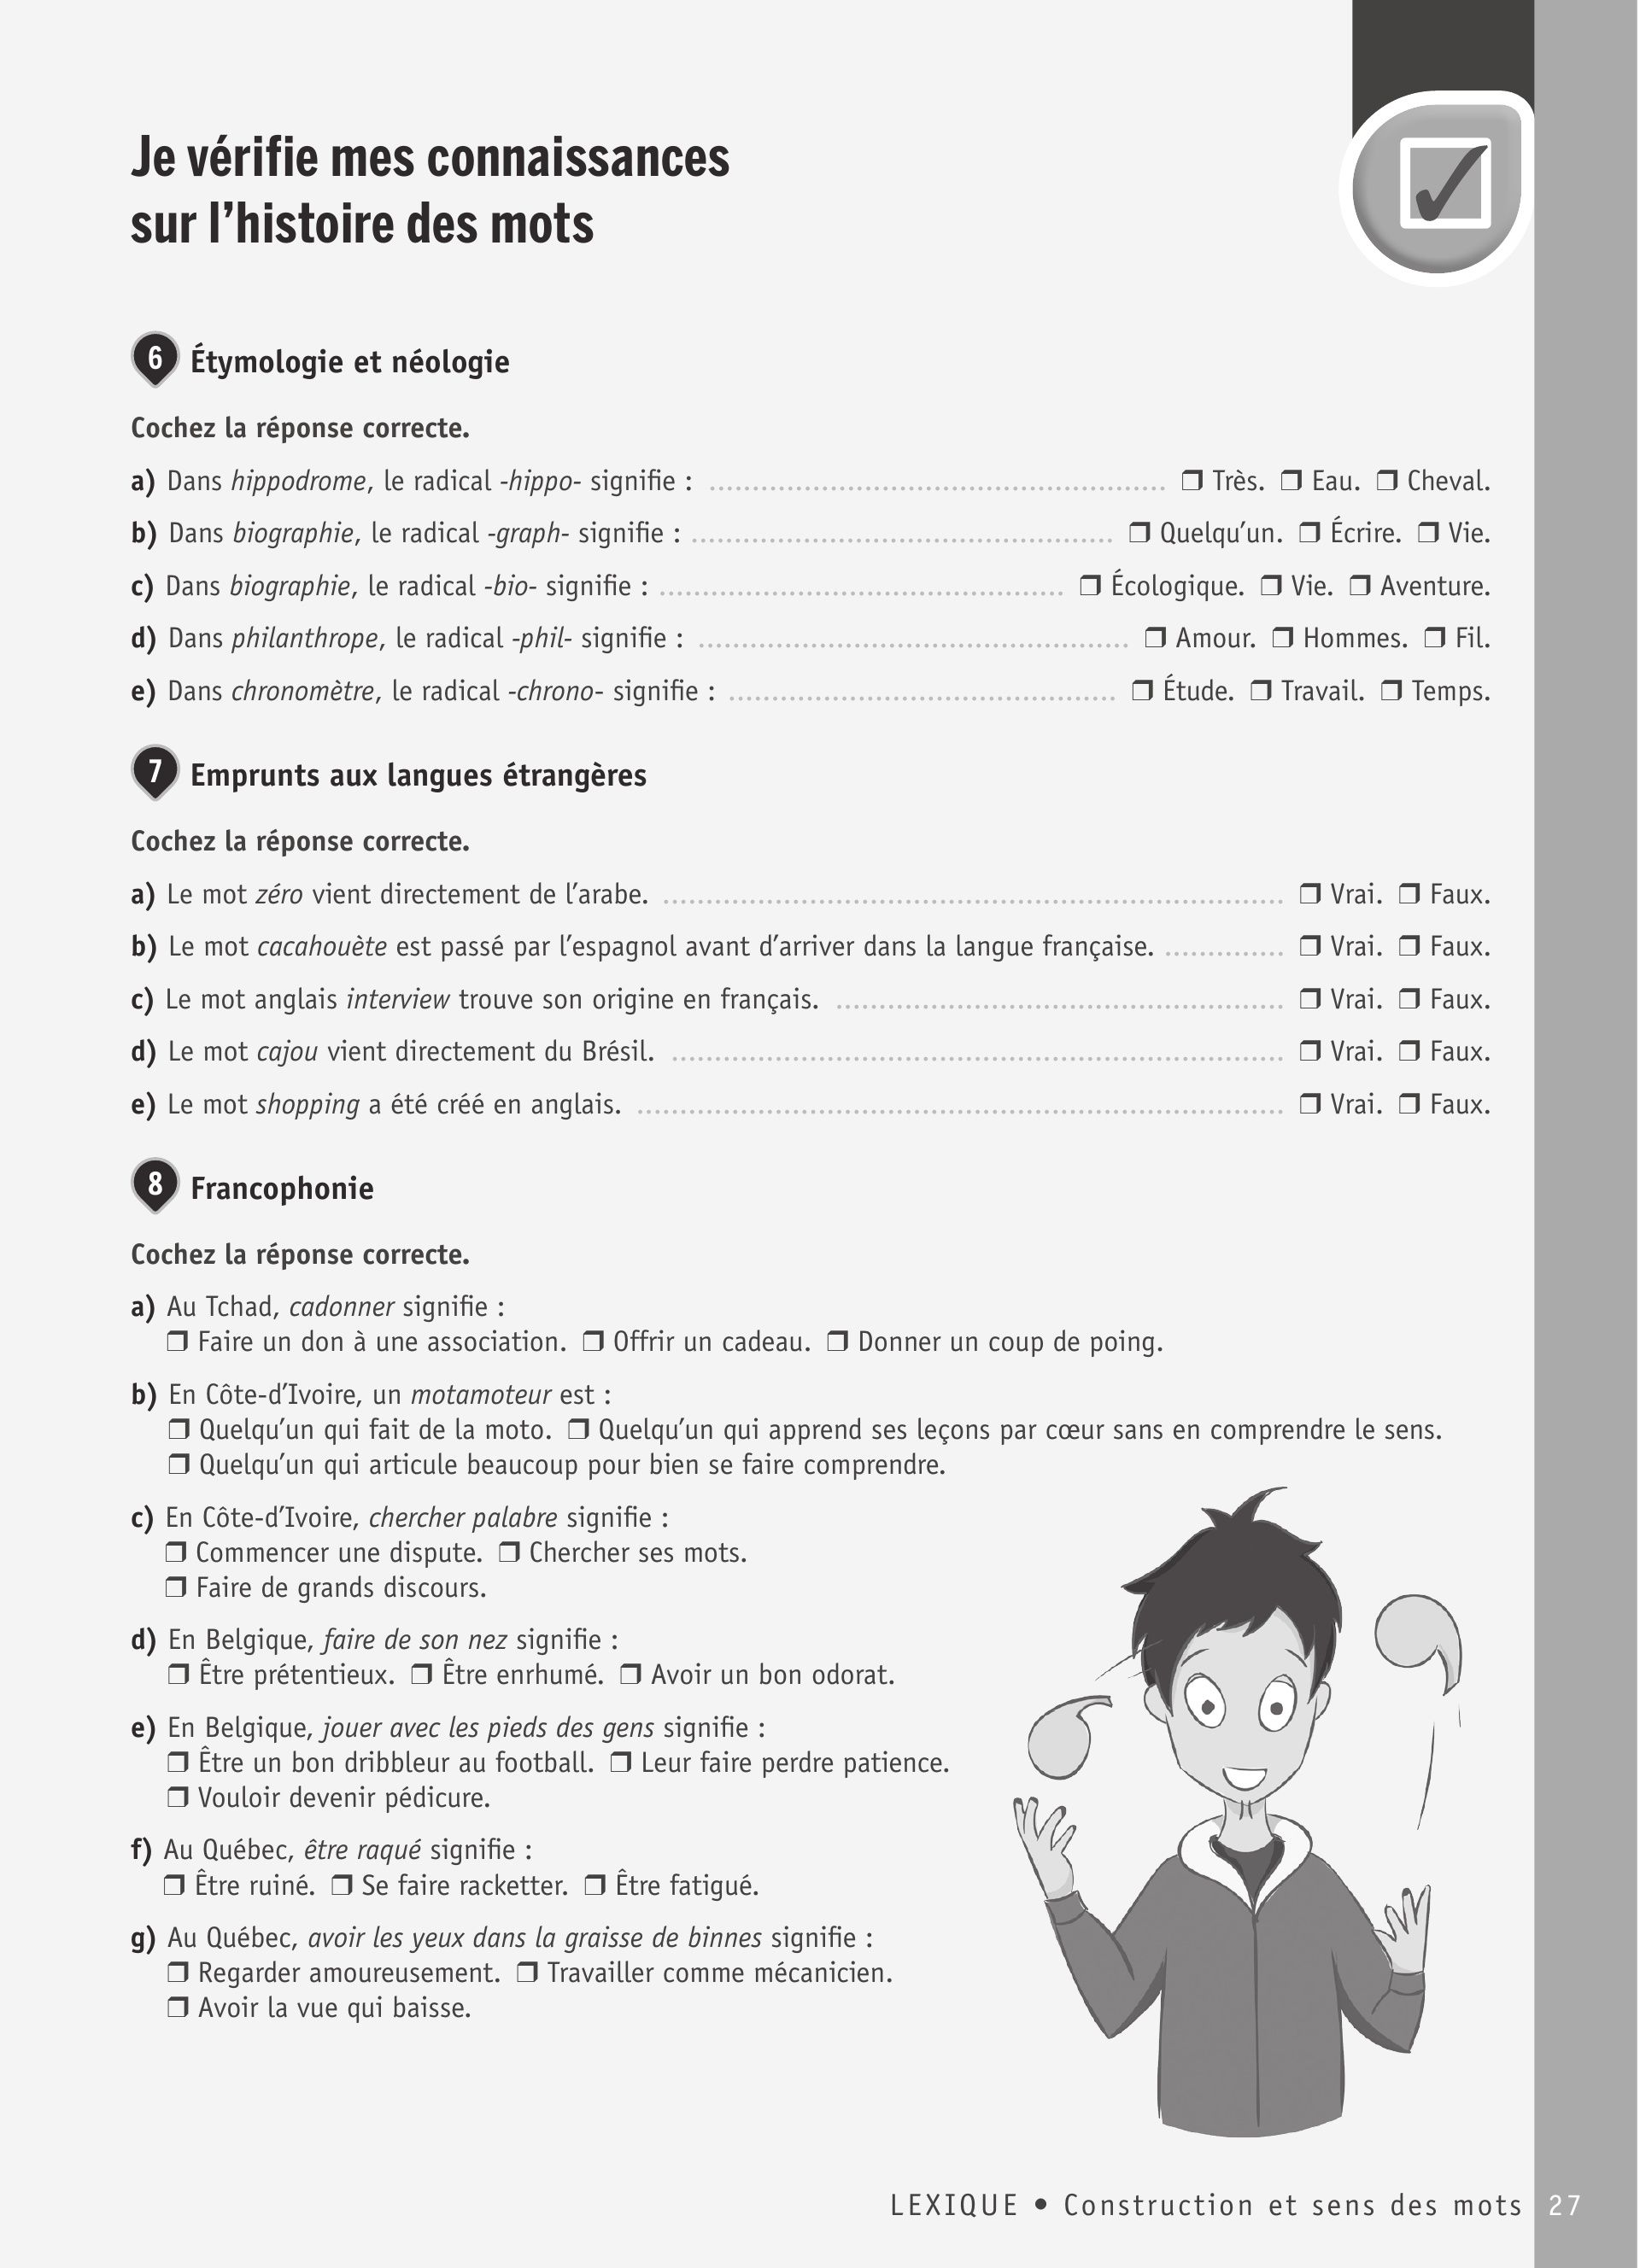 Je vérifie mes connaissances
sur l’histoire des mots
6 Étymologie et néologie
Cochez la réponse correcte.
a) Dans hippodrome, le radical -hippo- signifie : ❒ Très. ❒ Eau. ❒ Cheval.
b) Dans biographie, le radical -graph- signifie : ❒ Quelqu’un. ❒ Écrire. ❒ Vie.
c) Dans biographie, le radical -bio- signifie : ❒ Écologique. ❒ Vie. ❒ Aventure.
d) Dans philanthrope, le radical -phil- signifie : ❒ Amour. ❒ Hommes. ❒ Fil.
e) Dans chronomètre, le radical -chrono- signifie : ❒ Étude. ❒ Travail. ❒ Temps.
7 Emprunts aux langues étrangères
Cochez la réponse correcte.
a) Le mot zéro vient directement de l’arabe. ❒ Vrai. ❒ Faux.
b) Le mot cacahouète est passé par l’espagnol avant d’arriver dans la langue française. ❒ Vrai. ❒ Faux.
c) Le mot anglais interview trouve son origine en français. ❒ Vrai. ❒ Faux.
d) Le mot cajou vient directement du Brésil. ❒ Vrai. ❒ Faux.
e) Le mot shopping a été créé en anglais. ❒ Vrai. ❒ Faux.
8 Francophonie
Cochez la réponse correcte.
a) Au Tchad, cadonner signifie :
❒ Faire un don à une association. ❒ Offrir un cadeau. ❒ Donner un coup de poing.
b) En Côte-d’Ivoire, un motamoteur est :
❒ Quelqu’un qui fait de la moto. ❒ Quelqu’un qui apprend ses leçons par cœur sans en comprendre le sens.
❒ Quelqu’un qui articule beaucoup pour bien se faire comprendre.
c) En Côte-d’Ivoire, chercher palabre signifie :
❒ Commencer une dispute. ❒ Chercher ses mots.
❒ Faire de grands discours.
d) En Belgique, faire de son nez signifie :
❒ Être prétentieux. ❒ Être enrhumé. ❒ Avoir un bon odorat.
e) En Belgique, jouer avec les pieds des gens signifie :
❒ Être un bon dribbleur au football. ❒ Leur faire perdre patience.
❒ Vouloir devenir pédicure.
f) Au Québec, être raqué signifie :
❒ Être ruiné. ❒ Se faire racketter. ❒ Être fatigué.
g) Au Québec, avoir les yeux dans la graisse de binnes signifie :
❒ Regarder amoureusement. ❒ Travailler comme mécanicien.
❒ Avoir la vue qui baisse.
LEXIQUE • Construction et sens des mots 27